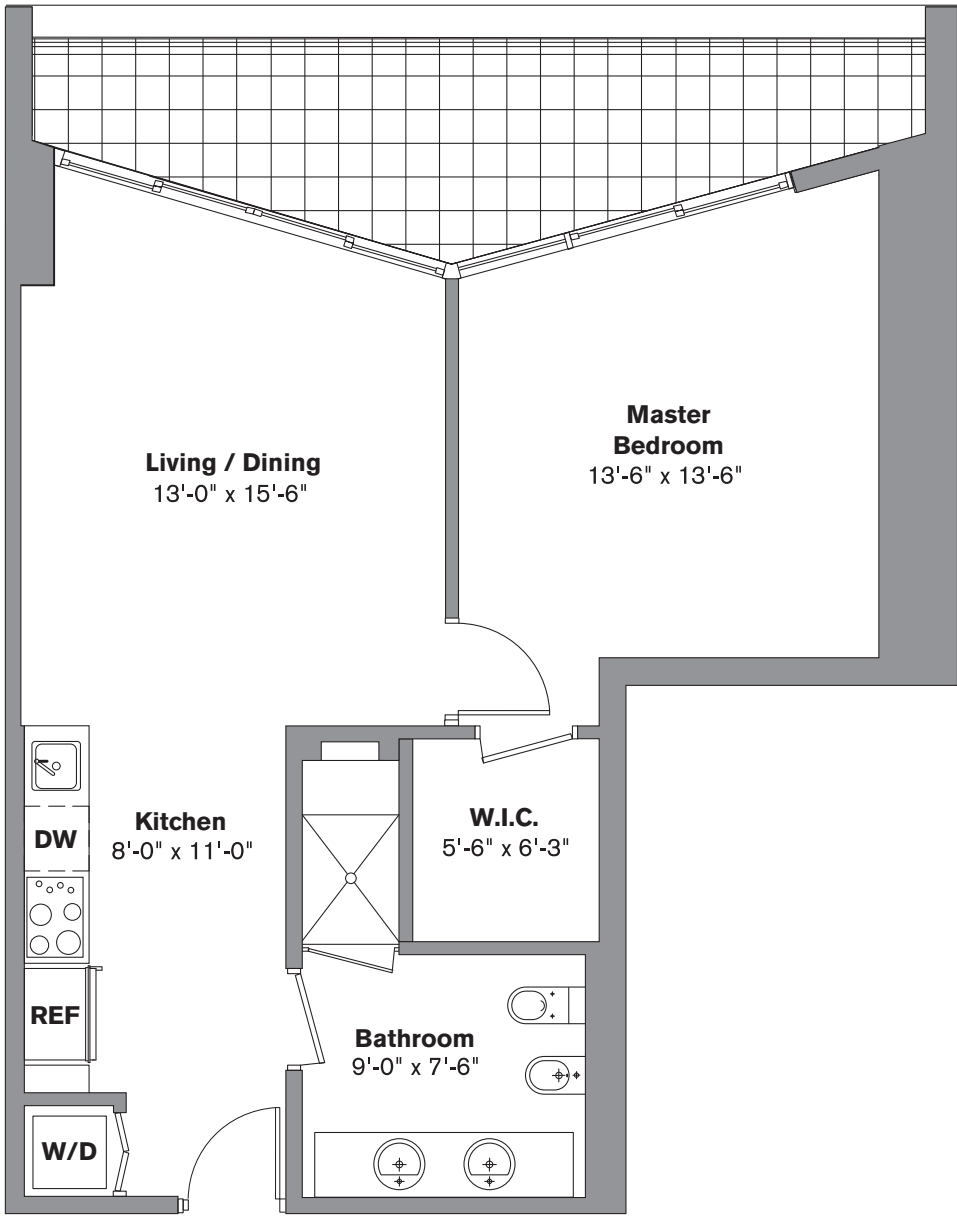 Master
Bedroom
13'-6" x 13'-6"
Living / Dining
13'-0" x 15'-6"
Kitchen
8'-0" x 11'-0"
DW
W.I.C.
5'-6" x 6'-3"
REF
Bathroom
9'-0" x 7'-6"
W/D